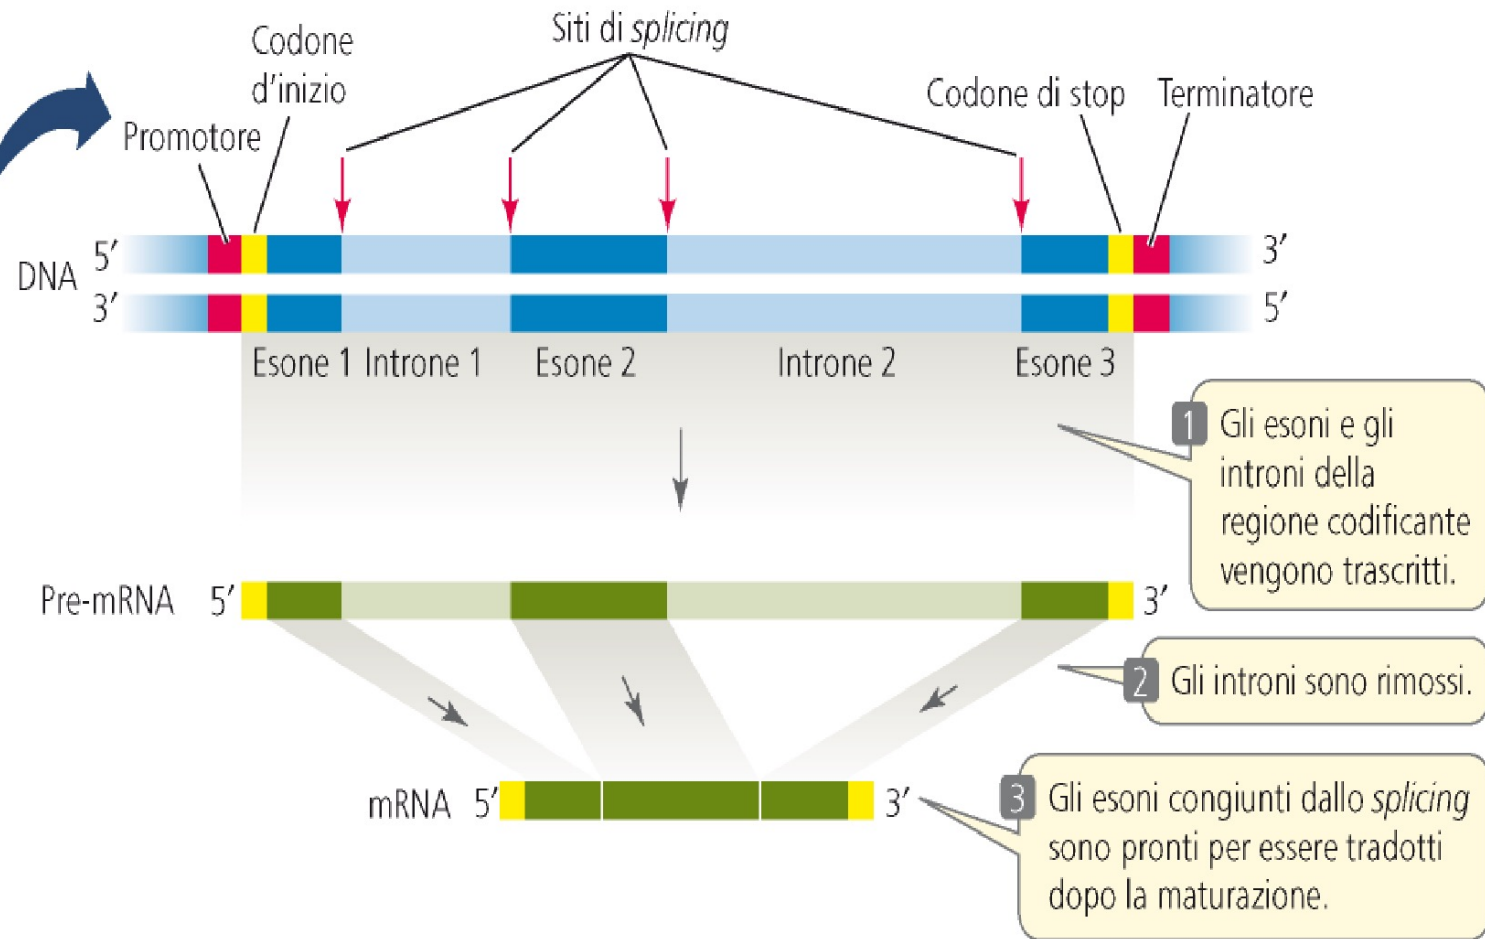 Siti di splicing
Codone
d’inizio
Codone di stop
Terminatore
Promotore
5′
3′
DNA
3′
5′
Esone 1
Introne 1
Esone 2
Introne 2
Esone 3
1
Gli esoni e gli
introni della
regione codificante
vengono trascritti.
Pre-mRNA
5′
3′
2
Gli introni sono rimossi.
mRNA
5′
3′
3
Gli esoni congiunti dallo splicing
sono pronti per essere tradotti
dopo la maturazione.